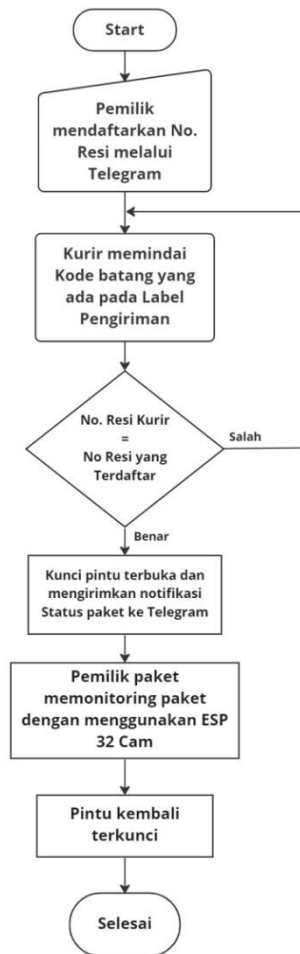 Start
Pemilik
mendaftarkan No.
Resi melalui
Telegram
Kurir memindai
Kode batang yang
ada pada Label
Pengiriman
No. Resi Kurir
=
No Resi yang
Terdaftar
Salah
Benar
Kunci pintu terbuka dan
mengirimkan notifikasi
Status paket ke Telegram
Pemilik paket
memonitoring paket
dengan menggunakan ESP
32 Cam
Pintu kembali
terkunci
Selesai